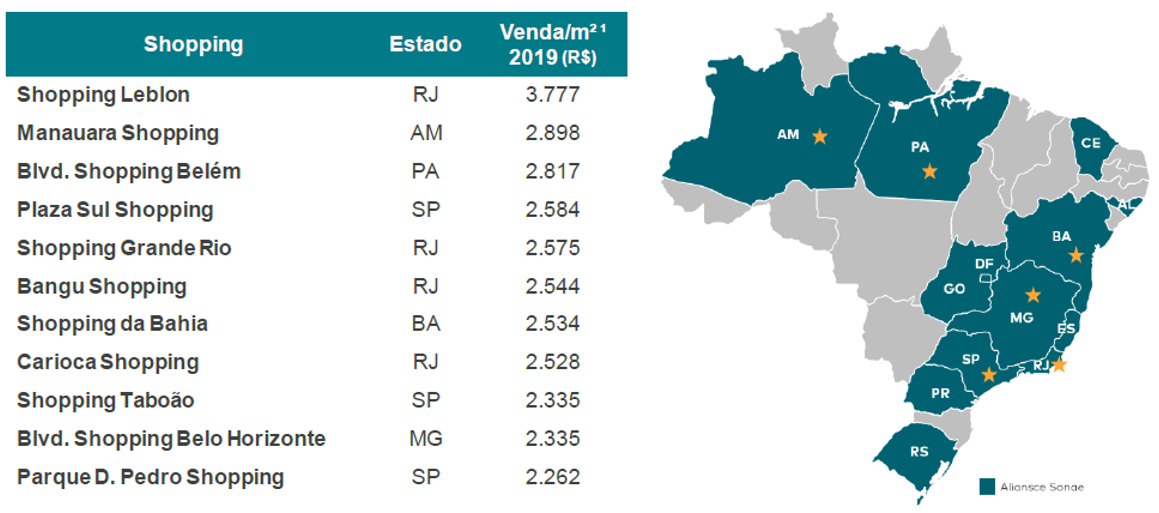 Shopping Estado Venda/m² ¹
2019 (R$)
Shopping Leblon RJ 3.777
Manauara Shopping AM 2.898
Blvd. Shopping Belém PA 2.817
Plaza Sul Shopping SP 2.584
Shopping Grande Rio RJ 2.575
Bangu Shopping RJ 2.544
Shopping da Bahia BA 2.534
Carioca Shopping RJ 2.528
Shopping Taboão SP 2.335
Blvd. Shopping Belo Horizonte MG 2.335
Parque D. Pedro Shopping SP 2.262
AM
PA
CE
AL
BA
DF
GO
MG
ES
SP
RJ
PR
RS
Aliansce Sonae